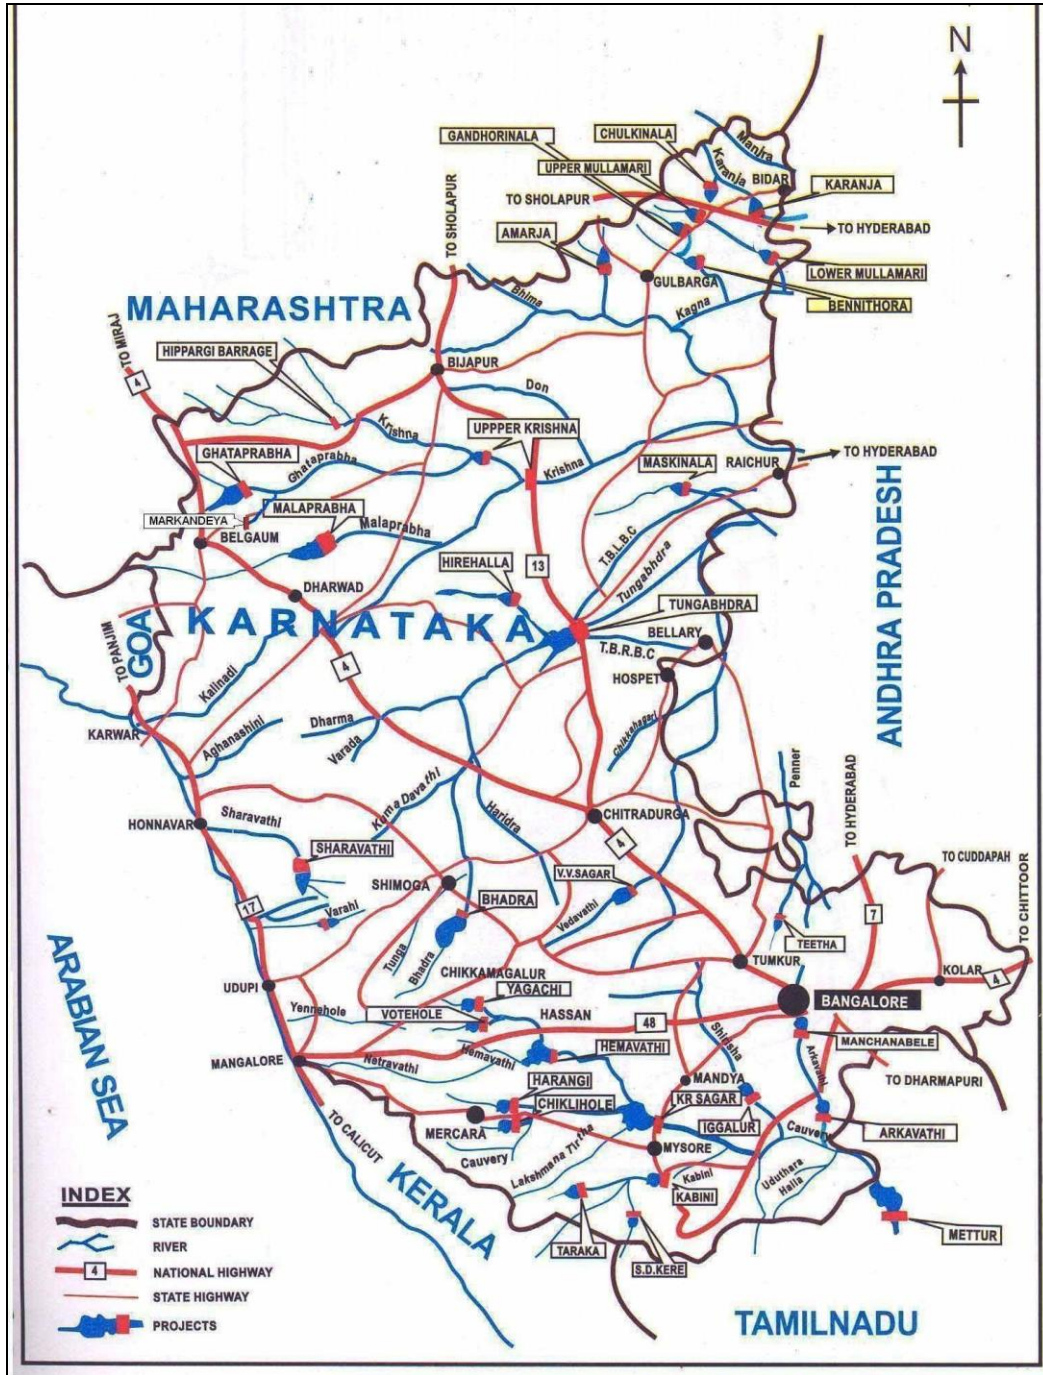 N
GANDHORINALA
CHULKINALA
UPPER MULLAMARI
Manjra
Karanja
BIDAR
KARANJA
TO SHOLAPUR
TO SHOLAPUR
TO HYDERABAD
AMARJA
LOWER MULLAMARI
GULBARGA
BENNITHORA
Bhima
Kagna
MAHARASHTRA
TO MIRAJ
4
HIPPARGI BARRAGE
BIJAPUR
Don
Krishna
UPPPER KRISHNA
GHATAPRABHA
Ghataprabha
Krishna
MASKINALA
RAICHUR
TO HYDERABAD
MARKANDEYA
BELGAUM
MALAPRABHA
Malaprabha
HIREHALLA
13
T.B.L.B.C
Tungabhdra
ANDHRA PRADESH
DHARWAD
TUNGABHDRA
KARNATAKA
BELLARY
T.B.R.B.C
HOSPET
GOA
TO PANJIM
4
Kalinadi
KARWAR
Aghanashini
Dharma
Varada
Chikkahagari
Penner
TO HYDERABAD
Kuma Davathi
Haridra
HONNAVAR
Sharavathi
CHITRADURGA
4
SHARAVATHI
SHIMOGA
V.V.SAGAR
TO CUDDAPAH
TO CHITTOOR
17
Varahi
BHADRA
Vedavathi
7
TEETHA
Tunga
Bhadra
TUMKUR
KOLAR
4
ARABIAN SEA
UDUPI
CHIKKAMAGALUR
YAGACHI
BANGALORE
Yennehole
VOTEHOLE
HASSAN
48
Shimsha
MANCHANABELE
MANGALORE
Netravathi
Hemavathi
HEMAVATHI
Arkavathi
TO DHARMAPURI
HARANGI
MANDYA
CHIKLIHOLE
KR SAGAR
IGGALUR
TO CALICUT
MERCARA
Cauvery
ARKAVATHI
Cauvery
Lakshmana Tirtha
MYSORE
KERALA
Kabini
KABINI
Uduthara
Halla
INDEX
STATE BOUNDARY
RIVER
4
NATIONAL HIGHWAY
STATE HIGHWAY
PROJECTS
TARAKA
S.D.KERE
METTUR
TAMILNADU